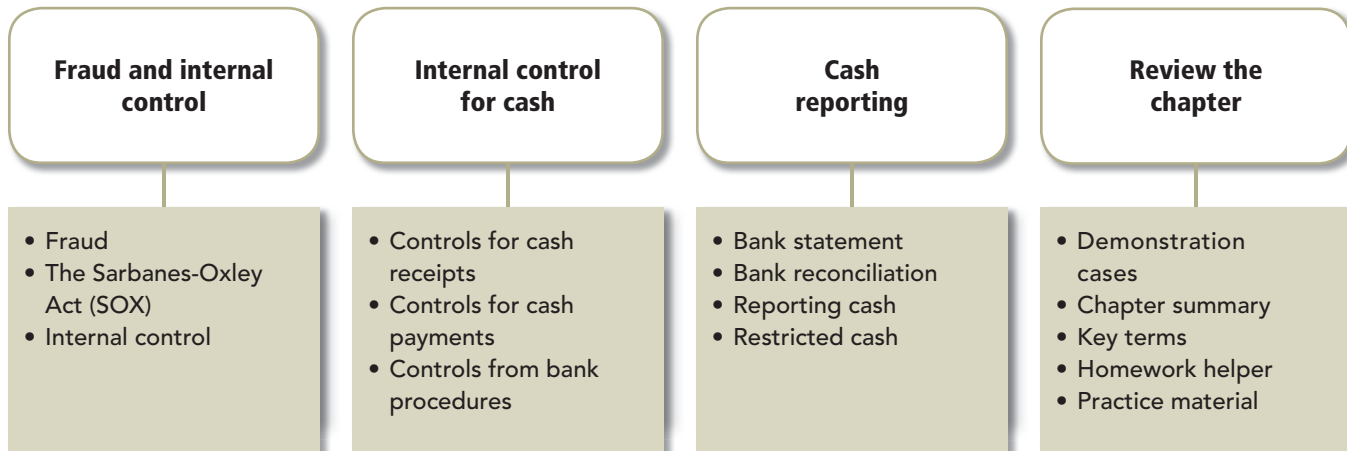 Fraud and internal
control
• Fraud
• The Sarbanes-Oxley
Act (SOX)
• Internal control
Internal control
for cash
• Controls for cash
receipts
• Controls for cash
payments
• Controls from bank
procedures
Cash
reporting
• Bank statement
• Bank reconciliation
• Reporting cash
• Restricted cash
Review the
chapter
• Demonstration
cases
• Chapter summary
• Key terms
• Homework helper
• Practice material